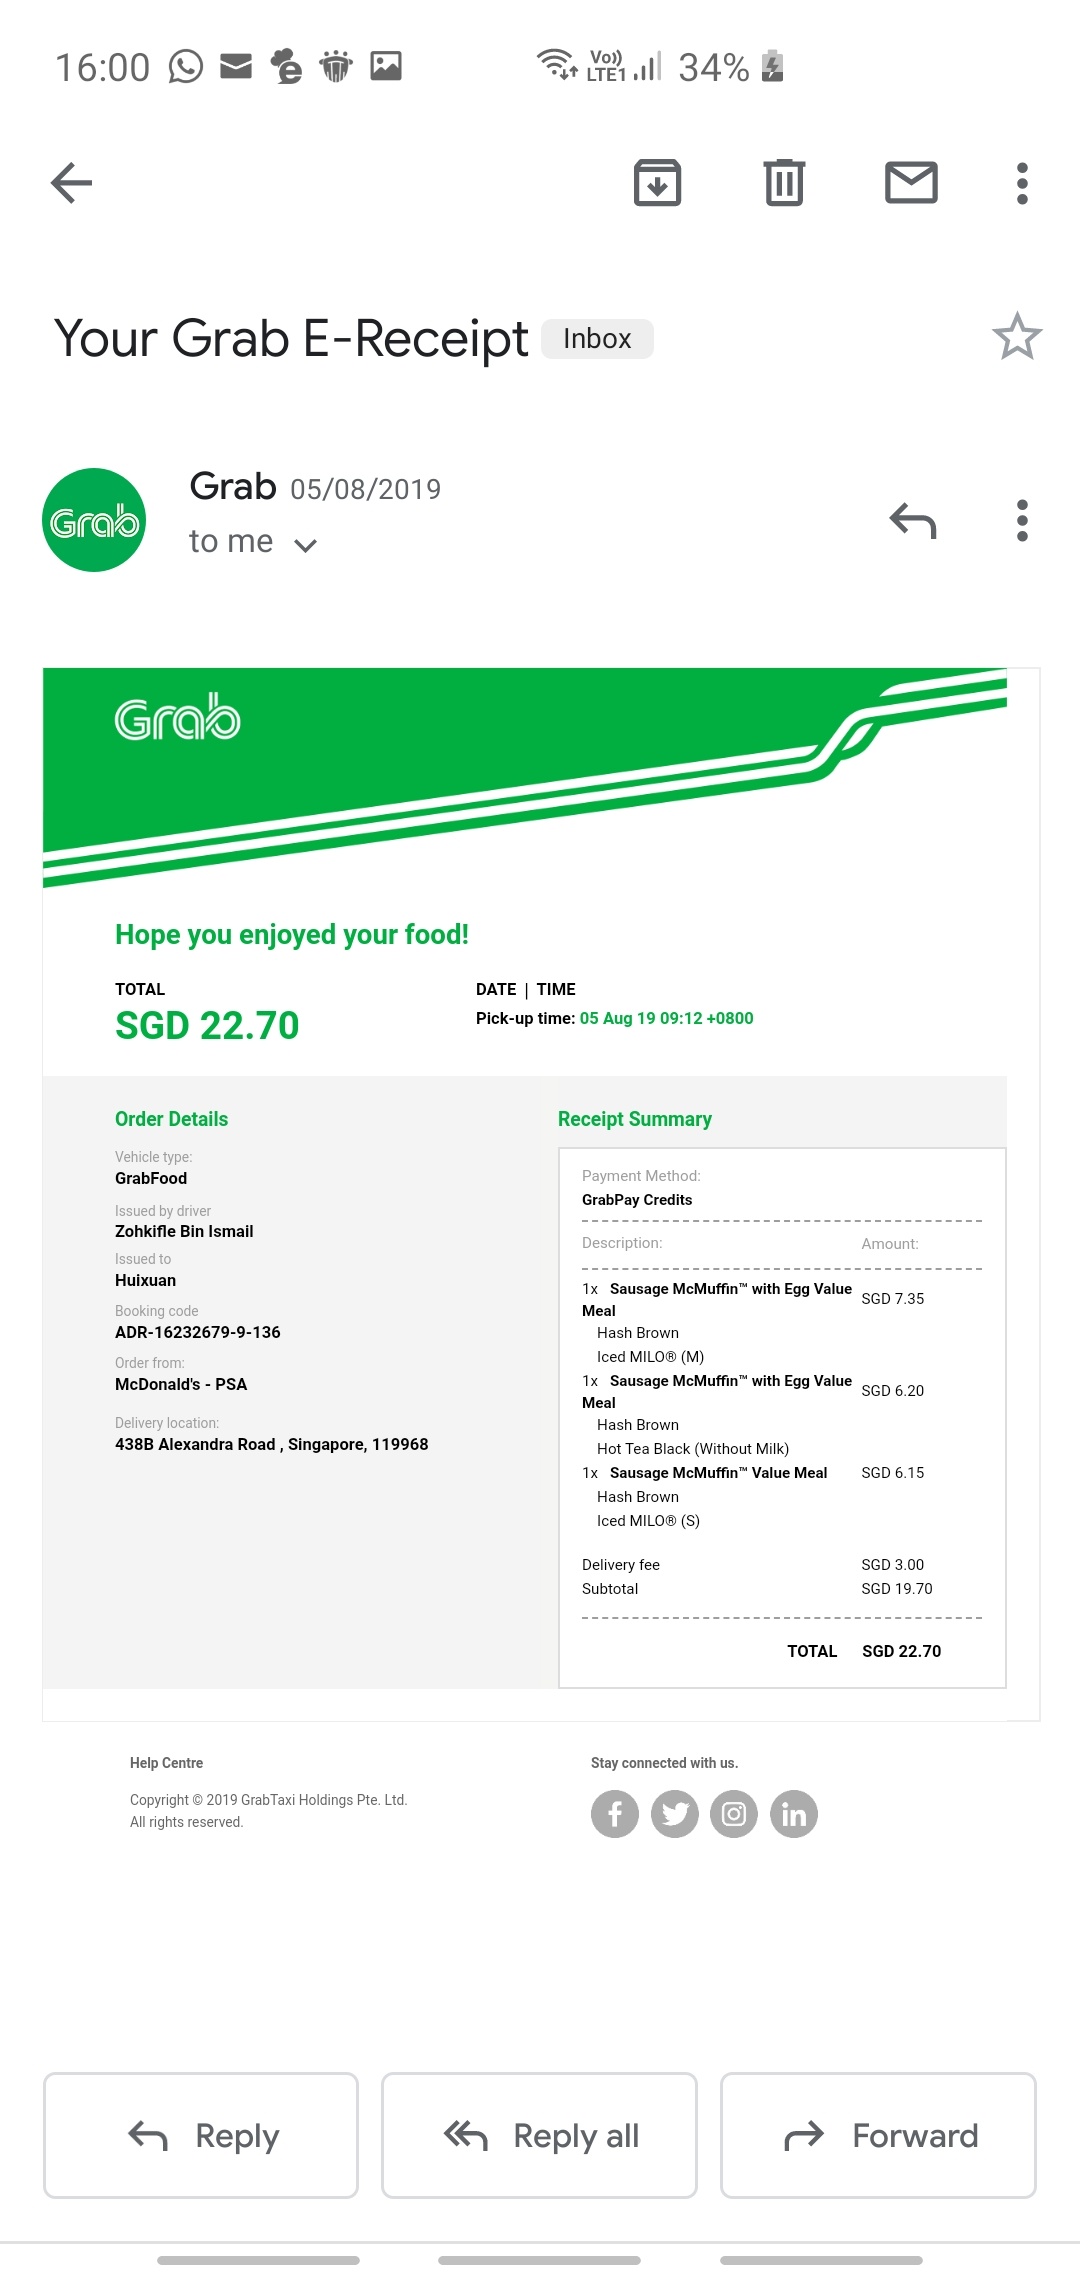 16:00 Vo)) LTE1 34%
Your Grab E-Receipt Inbox
Grab
Grab 05/08/2019
to me
Grab
Hope you enjoyed your food!
TOTAL
SGD 22.70
DATE | TIME
Pick-up time: 05 Aug 19 09:12 +0800
Order Details
Vehicle type:
GrabFood
Issued by driver
Zohkifle Bin Ismail
Issued to
Huixuan
Booking code
ADR-16232679-9-136
Order from:
McDonald's - PSA
Delivery location:
438B Alexandra Road , Singapore, 119968
Receipt Summary
Payment Method:
GrabPay Credits
Description: Amount:
1x Sausage McMuffin™ with Egg Value SGD 7.35
Meal
Hash Brown
Iced MILO® (M)
1x Sausage McMuffin™ with Egg Value SGD 6.20
Meal
Hash Brown
Hot Tea Black (Without Milk)
1x Sausage McMuffin™ Value Meal SGD 6.15
Hash Brown
Iced MILO® (S)
Delivery fee SGD 3.00
Subtotal SGD 19.70
TOTAL SGD 22.70
Help Centre
Copyright © 2019 GrabTaxi Holdings Pte. Ltd.
All rights reserved.
Stay connected with us.
Reply Reply all Forward